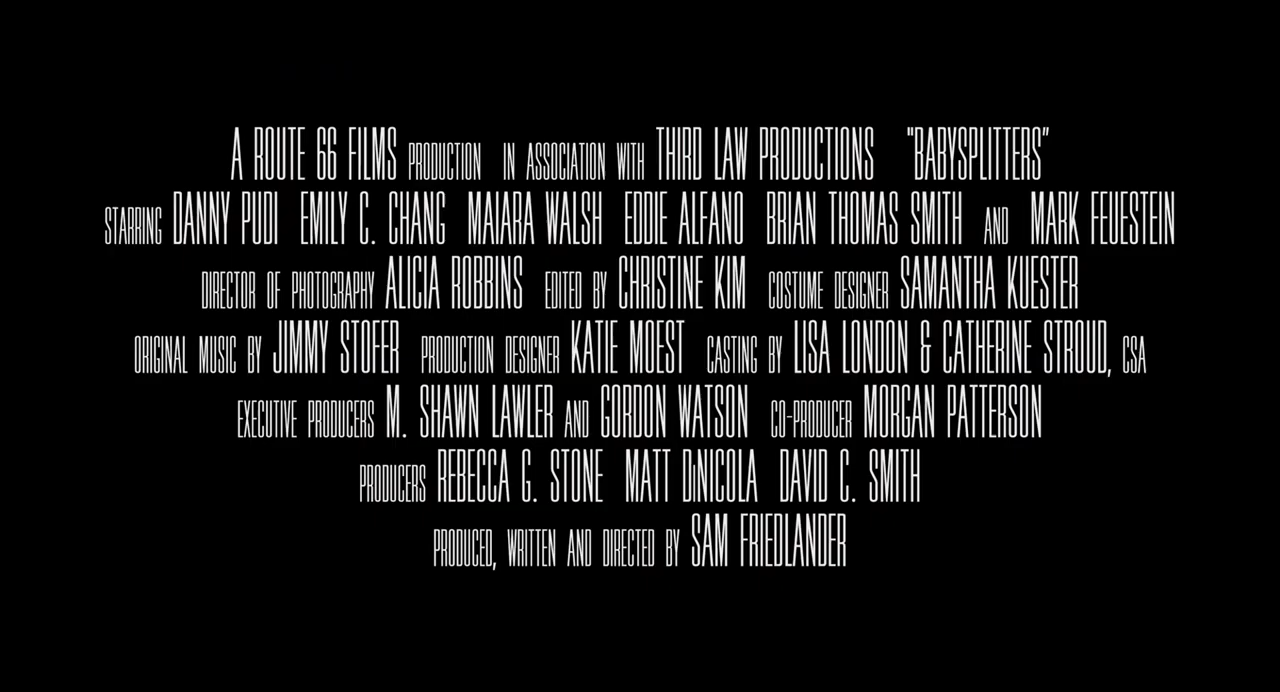 A ROUTE 66 FILMS PRODUCTION IN ASSOCIATION WITH THIRD LAW PRODUCTIONS "BABYSPLITTERS"
STARRING DANNY PUDI EMILY C. CHANG MAIARA WALSH EDDIE ALFANO BRIAN THOMAS SMITH AND MARK FEUESTEIN
DIRECTOR OF PHOTOGRAPHY ALICIA ROBBINS EDITED BY CHRISTINE KIM COSTUME DESIGNER SAMANTHA KUESTER
ORIGINAL MUSIC BY JIMMY STOFER PRODUCTION DESIGNER KATIE MOEST CASTING BY LISA LONDON & CATHERINE STROUD, CSA
EXECUTIVE PRODUCERS M. SHAWN LAWLER AND GORDON WATSON CO-PRODUCER MORGAN PATTERSON
PRODUCERS REBECCA G. STONE MATT DiNICOLA DAVID C. SMITH
PRODUCED, WRITTEN AND DIRECTED BY SAM FRIEDLANDER